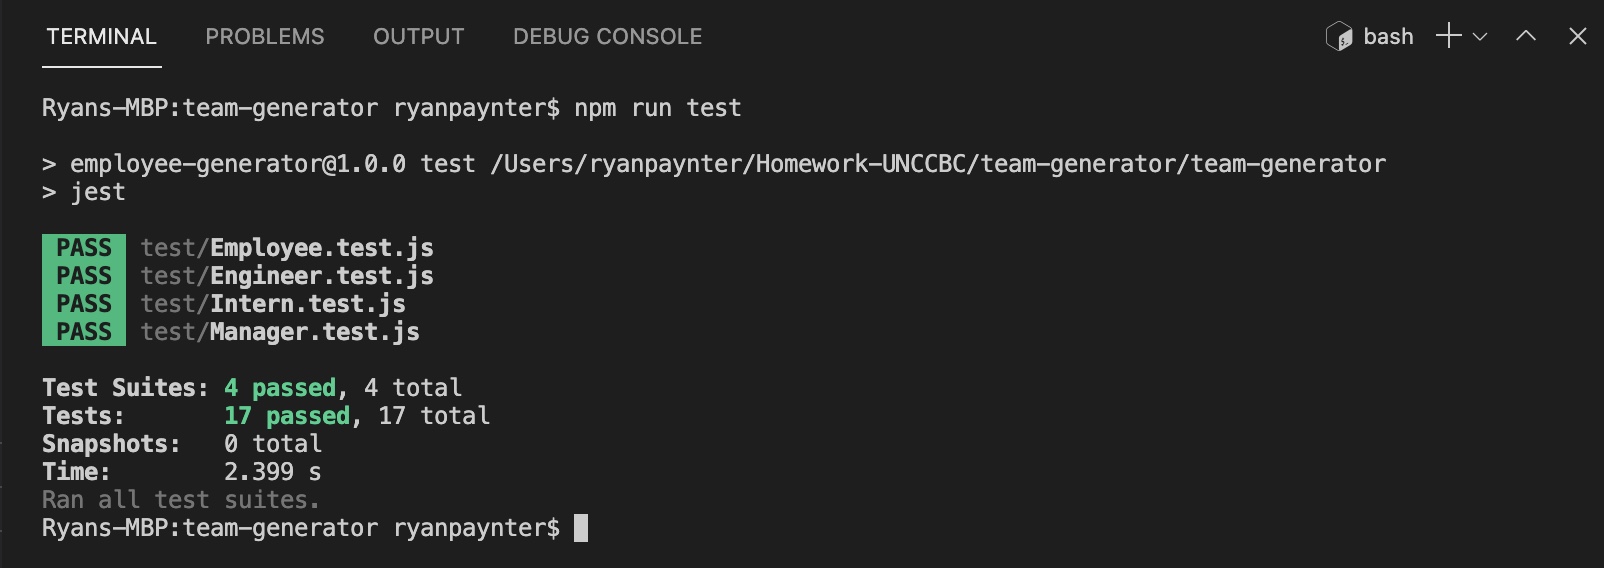 TERMINAL PROBLEMS OUTPUT DEBUG CONSOLE bash
Ryans-MBP:team-generator ryanpaynter$ npm run test
> employee-generator@1.0.0 test /Users/ryanpaynter/Homework-UNCCBC/team-generator/team-generator
> jest
PASS test/Employee.test.js
PASS test/Engineer.test.js
PASS test/Intern.test.js
PASS test/Manager.test.js
Test Suites: 4 passed, 4 total
Tests: 17 passed, 17 total
Snapshots: 0 total
Time: 2.399 s
Ran all test suites.
Ryans-MBP:team-generator ryanpaynter$